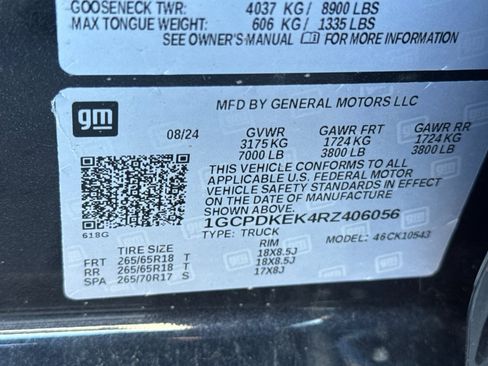 GOOSENECK TWR: 4037 KG/ 8900 LBS
MAX TONGUE WEIGHT: 606 KG/ 1335 LBS
SEE OWNER'S MANUAL FOR MORE INFORMATION
gm
MFD BY GENERAL MOTORS LLC
08/24 GVWR GAWR FRT GAWR RR
3175 KG 1724 KG 1724 KG
7000 LB 3800 LB 3800 LB
THIS VEHICLE CONFORMS TO ALL
APPLICABLE U.S. FEDERAL MOTOR
VEHICLE SAFETY STANDARDS IN EFFECT
ON THE DATE OF MANUFACTURE SHOWN ABOVE
1GCPDKEK4RZ406056
618G TYPE: TRUCK MODEL: 46CK10543
TIRE SIZE RIM
FRT 265/65R18 T 18X8.5J
RR 265/65R18 T 18X8.5J
SPA 265/70R17 S 17X8J